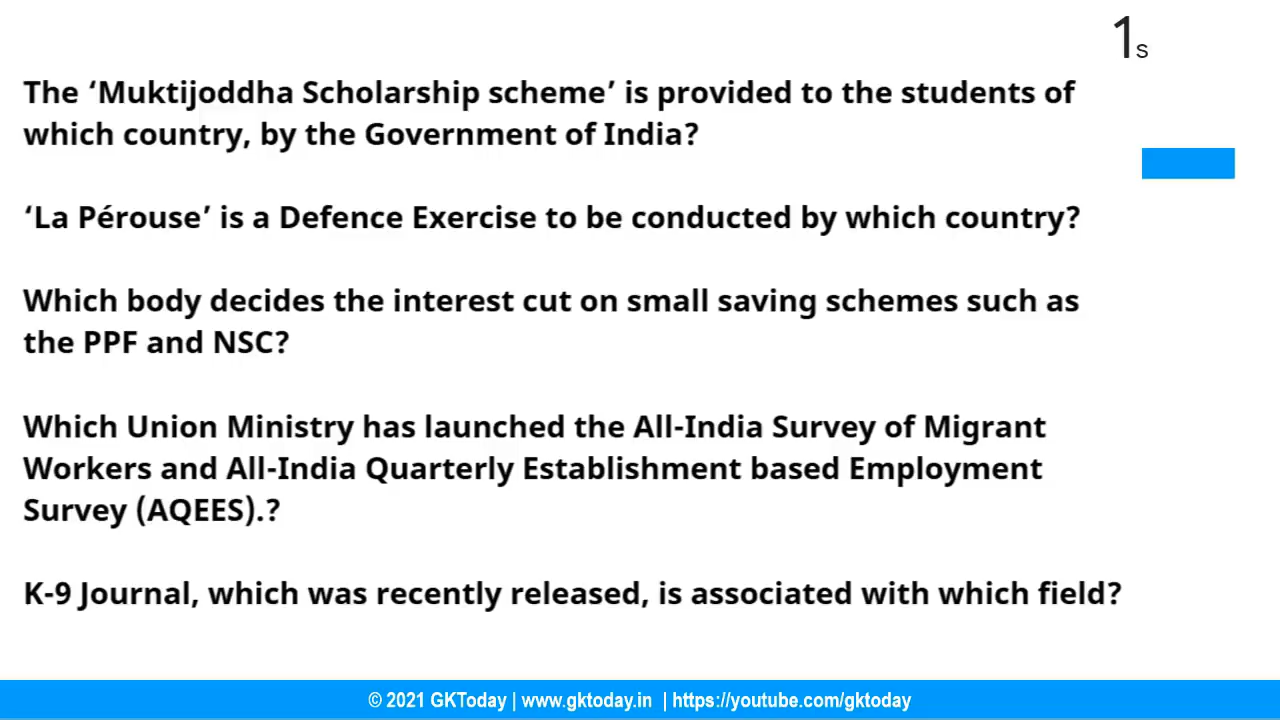 1s
The ‘Muktijoddha Scholarship scheme’ is provided to the students of
which country, by the Government of India?
‘La Pérouse’ is a Defence Exercise to be conducted by which country?
Which body decides the interest cut on small saving schemes such as
the PPF and NSC?
Which Union Ministry has launched the All-India Survey of Migrant
Workers and All-India Quarterly Establishment based Employment
Survey (AQEES).?
K-9 Journal, which was recently released, is associated with which field?
© 2021 GKToday | www.gktoday.in | https://youtube.com/gktoday